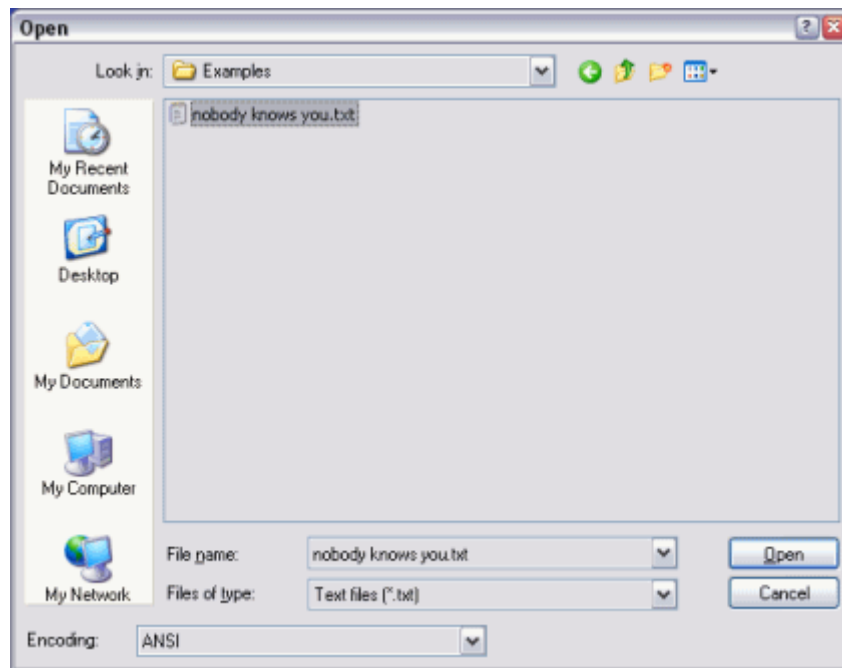 Open
Look in: Examples
nobody knows you.txt
My Recent
Documents
Desktop
My Documents
My Computer
My Network
File name: nobody knows you.txt
Open
Files of type: Text files (*.txt)
Cancel
Encoding: ANSI